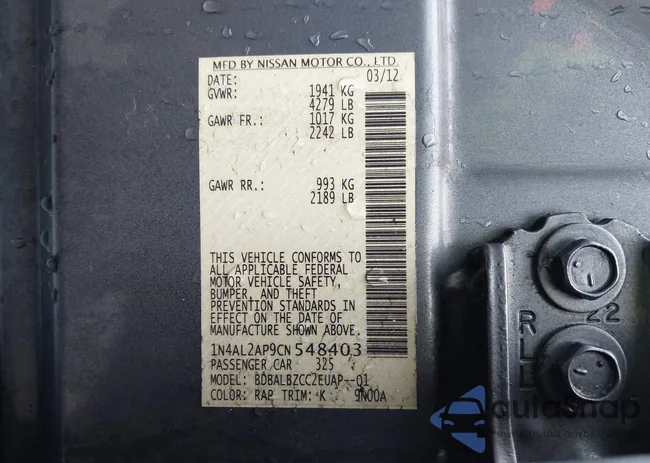 MFD BY NISSAN MOTOR CO., LTD.
DATE: 03/12
GVWR: 1941 KG
4279 LB
GAWR FR.: 1017 KG
2242 LB
GAWR RR.: 993 KG
2189 LB
THIS VEHICLE CONFORMS TO
ALL APPLICABLE FEDERAL
MOTOR VEHICLE SAFETY,
BUMPER, AND THEFT
PREVENTION STANDARDS IN
EFFECT ON THE DATE OF
MANUFACTURE SHOWN ABOVE.
1N4AL2AP9CN548403
PASSENGER CAR 325
MODEL: BDBALBZCC2EUAP--01
COLOR: RAP TRIM: K 9N00A
R 22
L
L
autaSnap